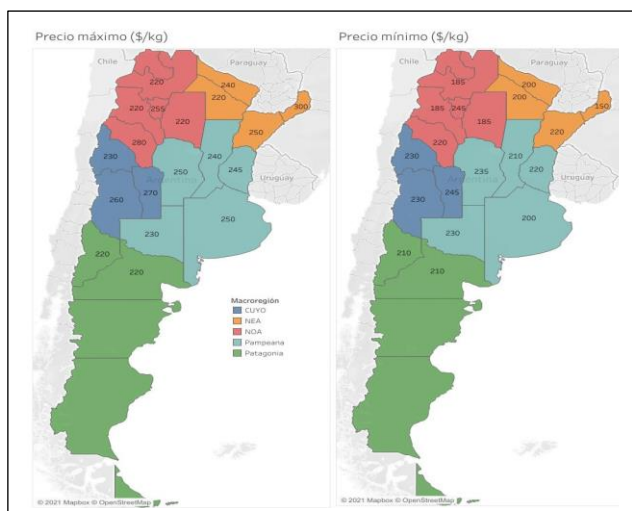 Precio máximo ($/kg)
Chile
Paraguay
220
240
220
220
255
220
300
250
280
230
250
240
245
Uruguay
260
270
250
230
220
220
Macroregión
CUYO
NEA
NOA
Pampeana
Patagonia
© 2021 Mapbox © OpenStreetMap
Precio mínimo ($/kg)
Chile
Paraguay
185
200
200
185
245
185
150
220
220
230
235
210
220
Uruguay
230
245
200
230
210
210
© 2021 Mapbox © OpenStreetMap